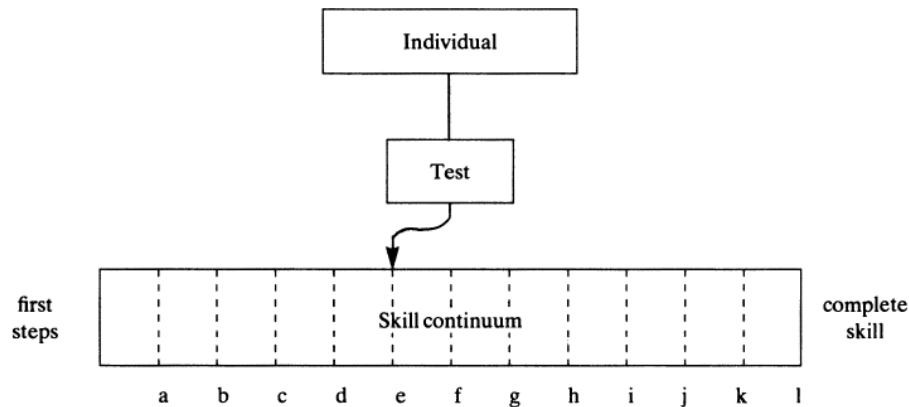 Individual
Test
first
steps
Skill continuum
complete
skill
a b c d e f g h i j k l